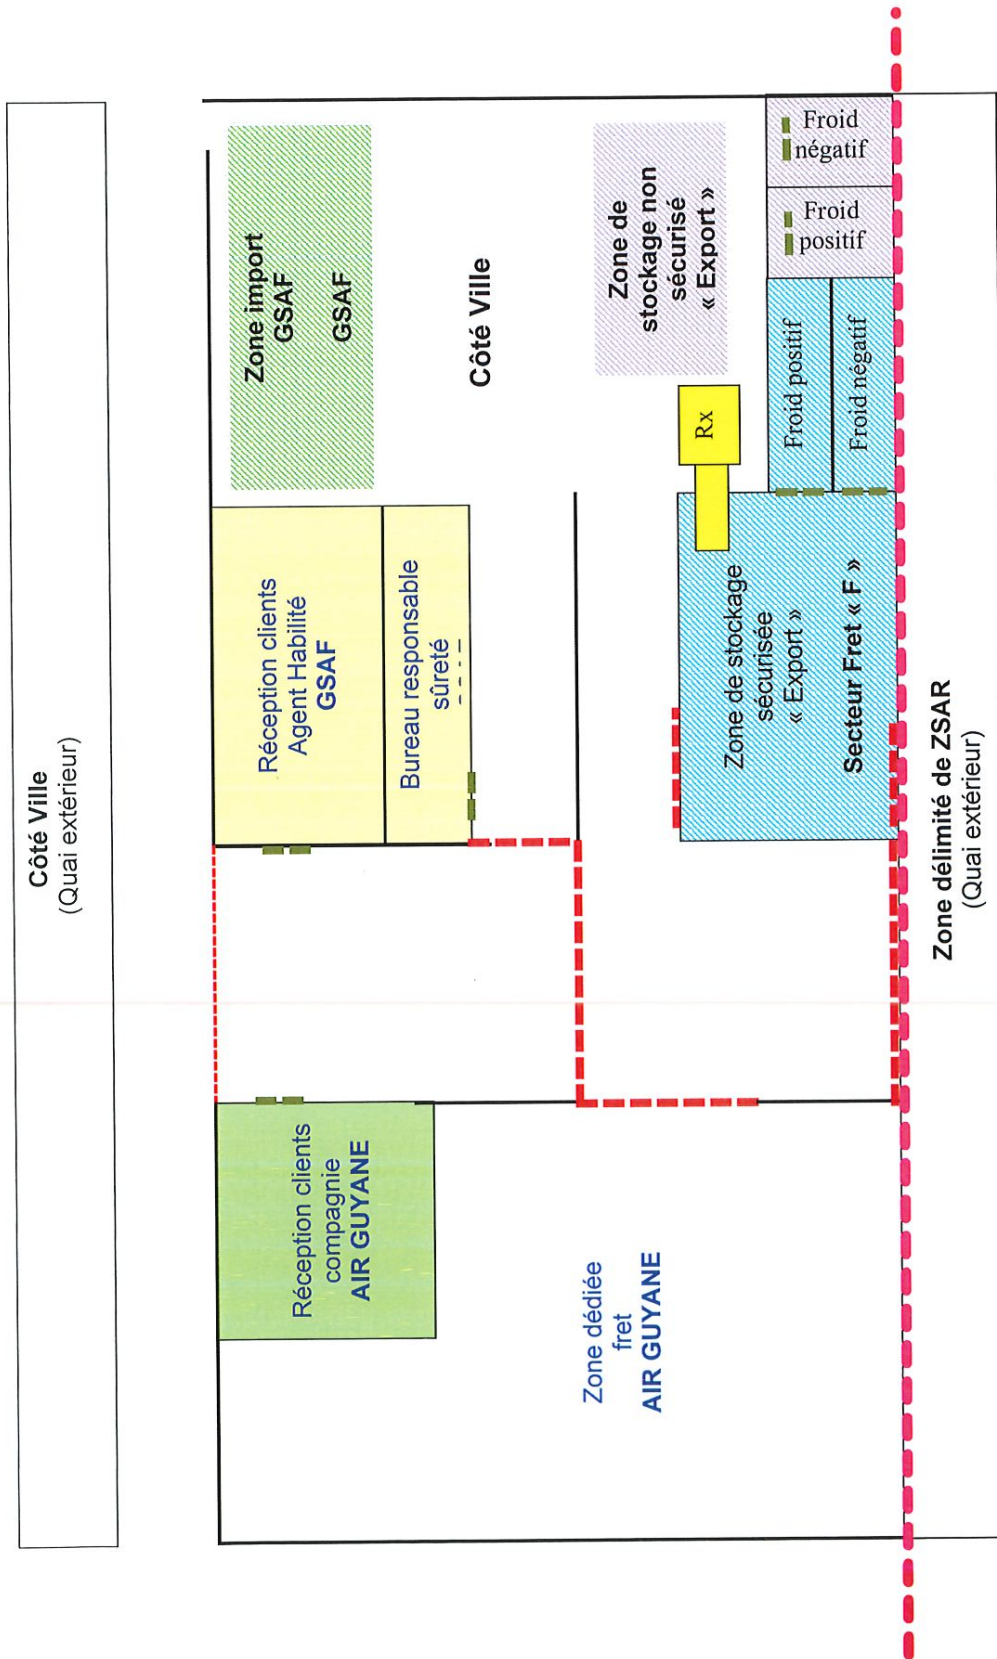 Côté Ville
(Quai extérieur)
Réception clients
compagnie
AIR GUYANE
Zone dédiée
fret
AIR GUYANE
Réception clients
Agent Habilité
GSAF
Bureau responsable
sûreté
Zone import
GSAF
GSAF
Côté Ville
Zone de
stockage non
sécurisé
« Export »
Rx
Zone de stockage
sécurisée
« Export »
Secteur Fret « F »
Froid positif
Froid négatif
Froid
positif
Froid
négatif
Zone délimité de ZSAR
(Quai extérieur)